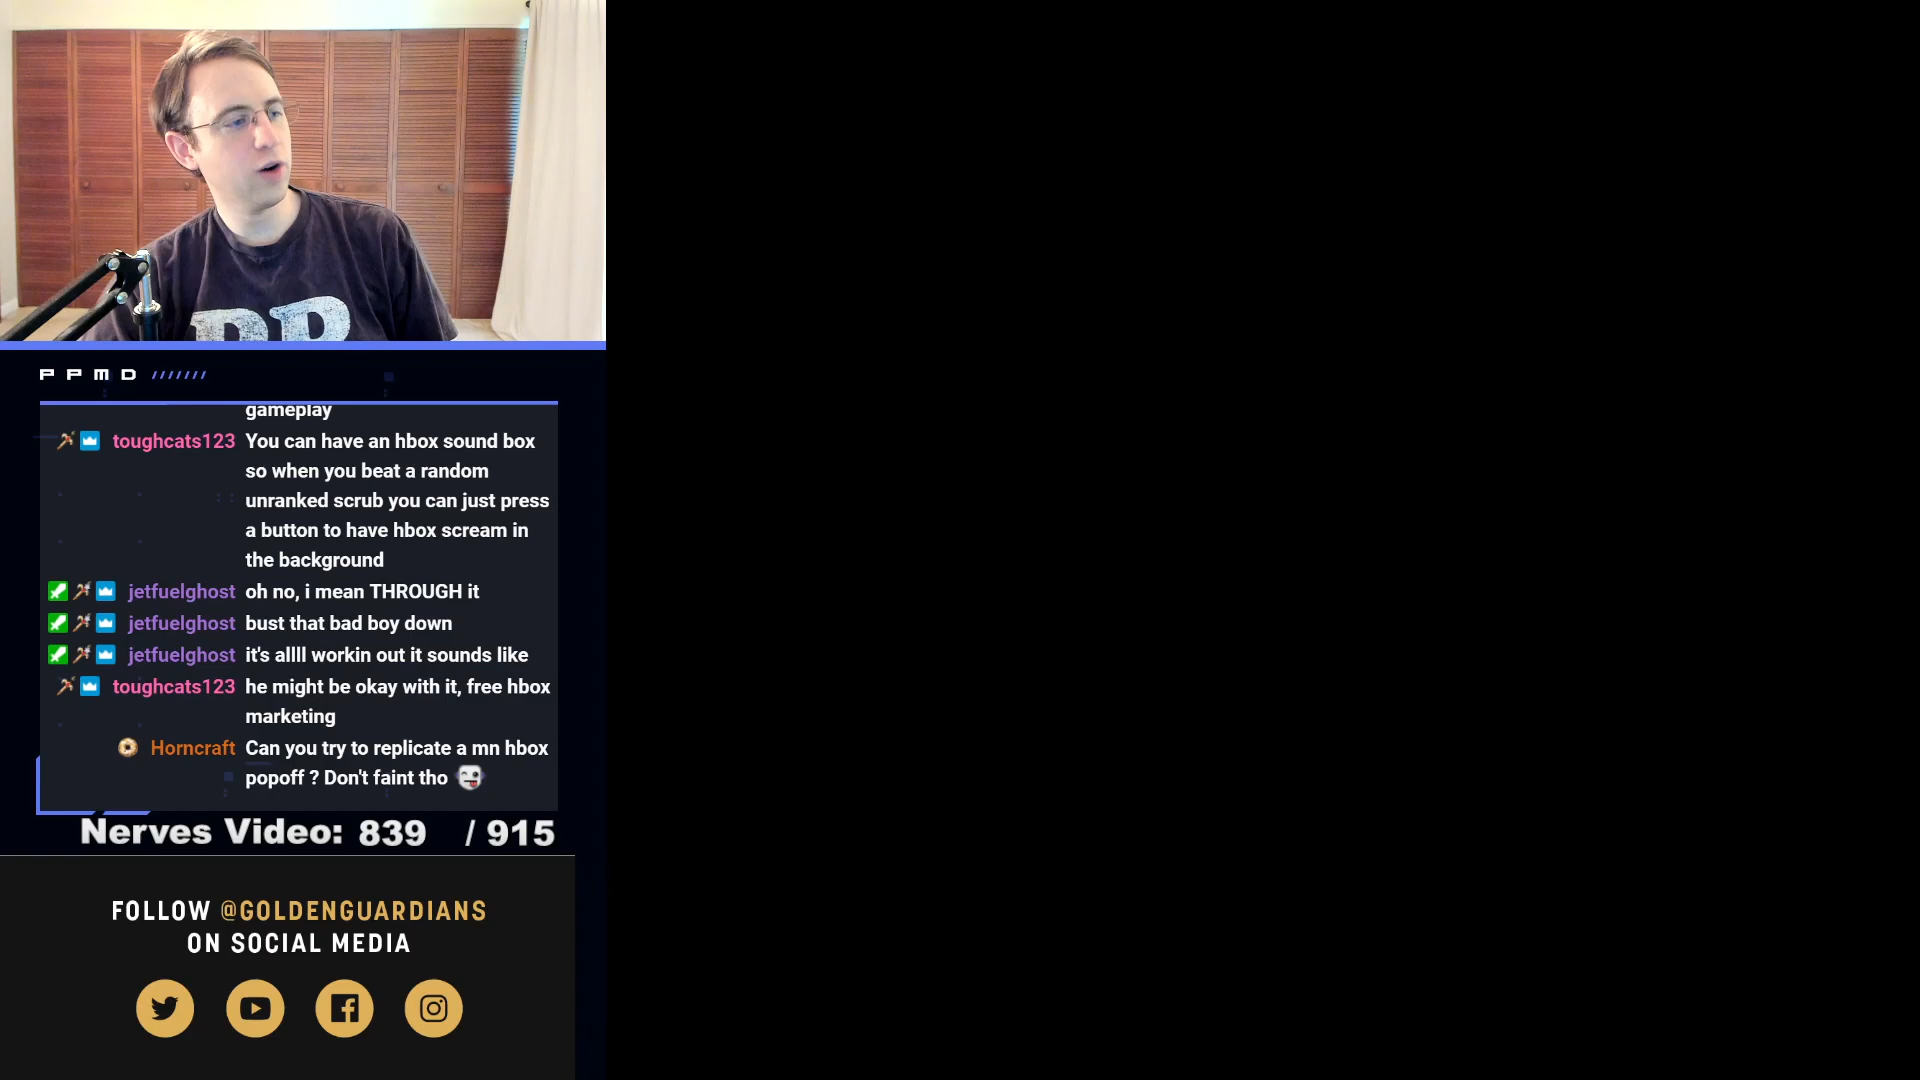 PP
PPMD ///////
gameplay
toughcats123 You can have an hbox sound box
so when you beat a random
unranked scrub you can just press
a button to have hbox scream in
the background
jetfuelghost oh no, i mean THROUGH it
jetfuelghost bust that bad boy down
jetfuelghost it's allll workin out it sounds like
toughcats123 he might be okay with it, free hbox
marketing
Horncraft Can you try to replicate a mn hbox
popoff ? Don't faint tho
Nerves Video: 839 / 915
FOLLOW @GOLDENGUARDIANS
ON SOCIAL MEDIA